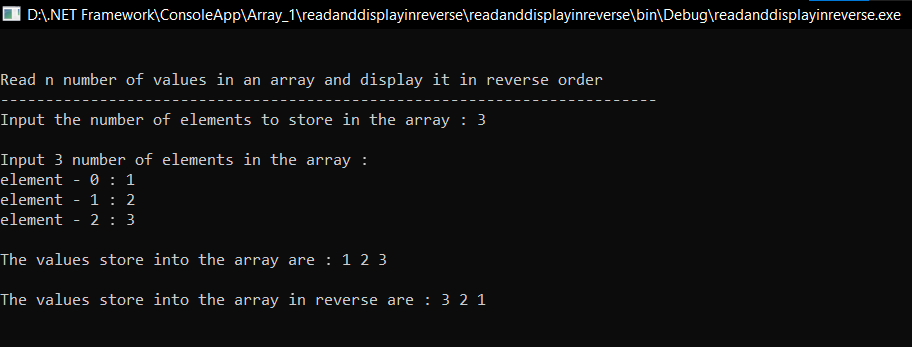 D:\.NET Framework\ConsoleApp\Array_1\readanddisplayinreverse\readanddisplayinreverse\bin\Debug\readanddisplayinreverse.exe
Read n number of values in an array and display it in reverse order
-------------------------------------------------------------------------
Input the number of elements to store in the array : 3
Input 3 number of elements in the array :
element - 0 : 1
element - 1 : 2
element - 2 : 3
The values store into the array are : 1 2 3
The values store into the array in reverse are : 3 2 1